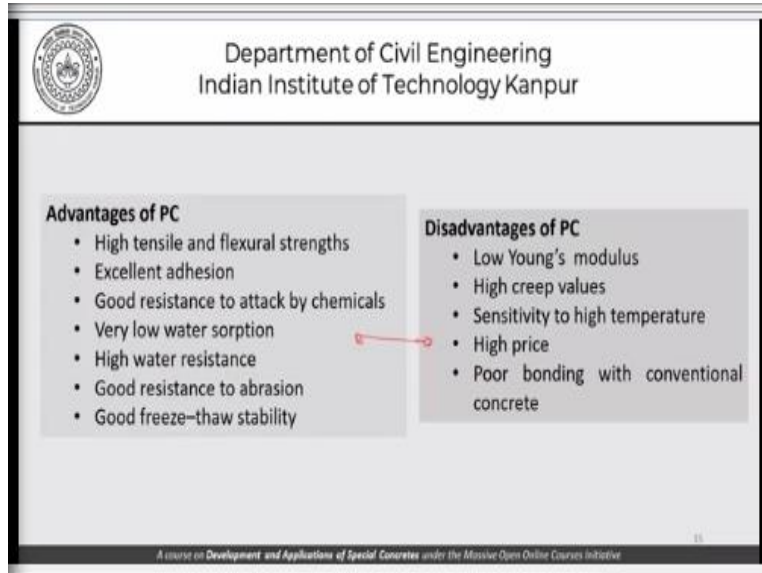 Department of Civil Engineering
Indian Institute of Technology Kanpur
Advantages of PC
• High tensile and flexural strengths
• Excellent adhesion
• Good resistance to attack by chemicals
• Very low water sorption
• High water resistance
• Good resistance to abrasion
• Good freeze–thaw stability
Disadvantages of PC
• Low Young's modulus
• High creep values
• Sensitivity to high temperature
• High price
• Poor bonding with conventional
concrete
A course on Development and Applications of Special Concretes under the Massive Open Online Courses Initiative